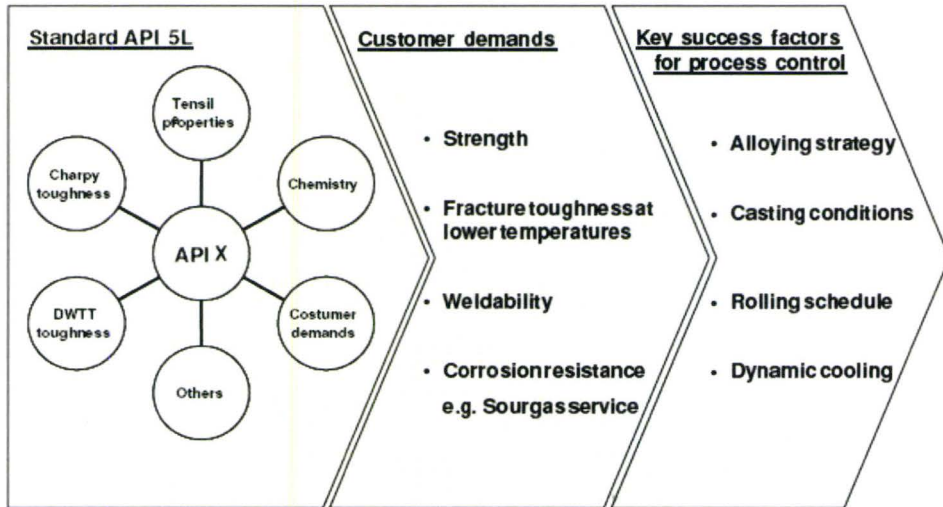 Standard API 5L
Tensil
properties
Charpy
toughness
Chemistry
API X
DWTT
toughness
Costumer
demands
Others
Customer demands
• Strength
• Fracture toughness at
lower temperatures
• Weldability
• Corrosion resistance
e.g. Sourgas service
Key success factors
for process control
• Alloying strategy
• Casting conditions
• Rolling schedule
• Dynamic cooling